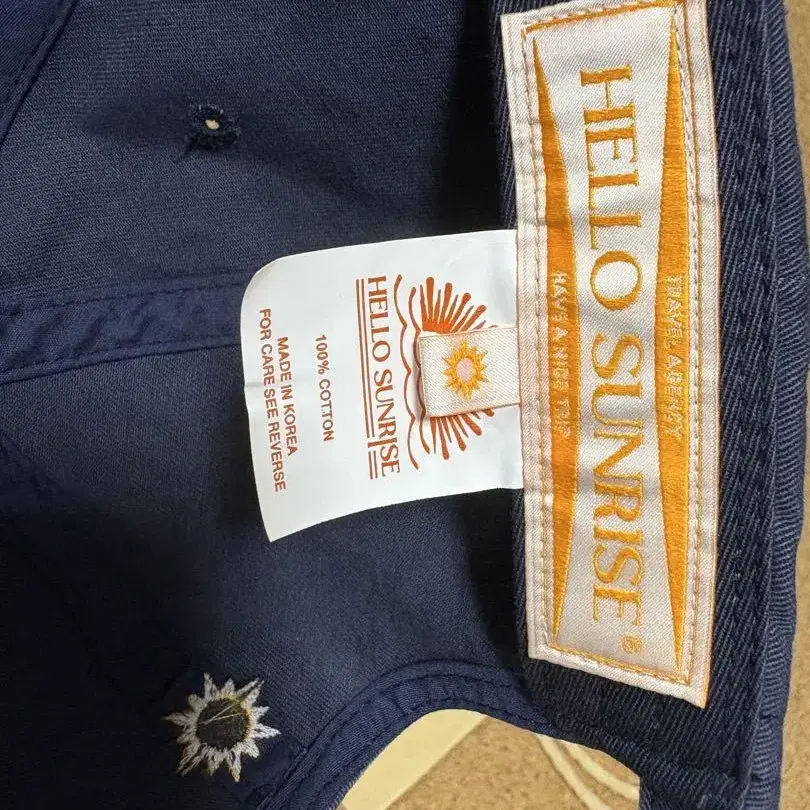 TRAVEL AGENCY
HELLO SUNRISE®
HAVE A NICE TRIP
HELLO SUNRISE
100% COTTON
MADE IN KOREA
FOR CARE SEE REVERSE